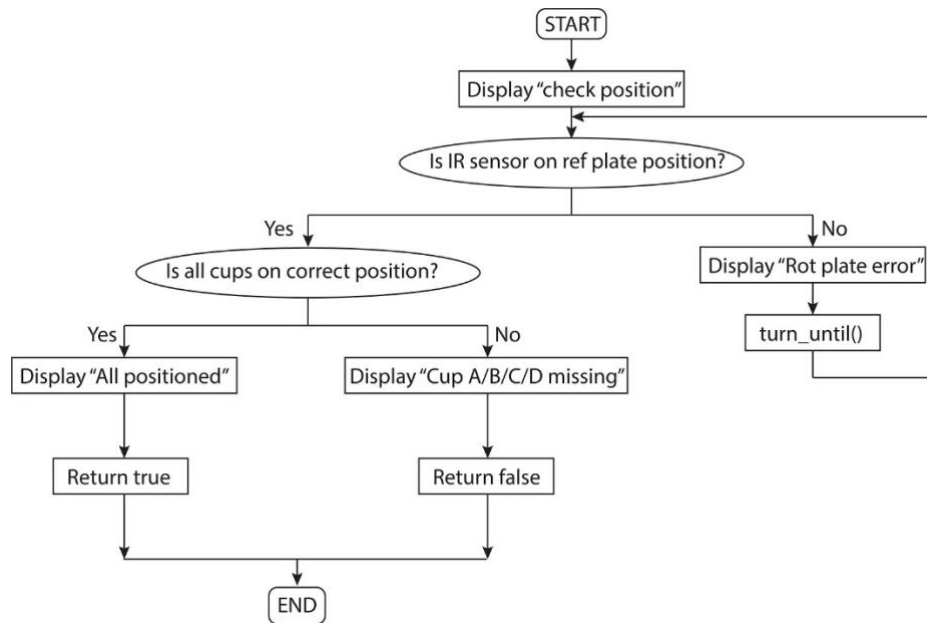 START
Display “check position”
Is IR sensor on ref plate position?
Yes
No
Is all cups on correct position?
Display “Rot plate error”
turn_until()
Yes
No
Display “All positioned”
Display “Cup A/B/C/D missing”
Return true
Return false
END